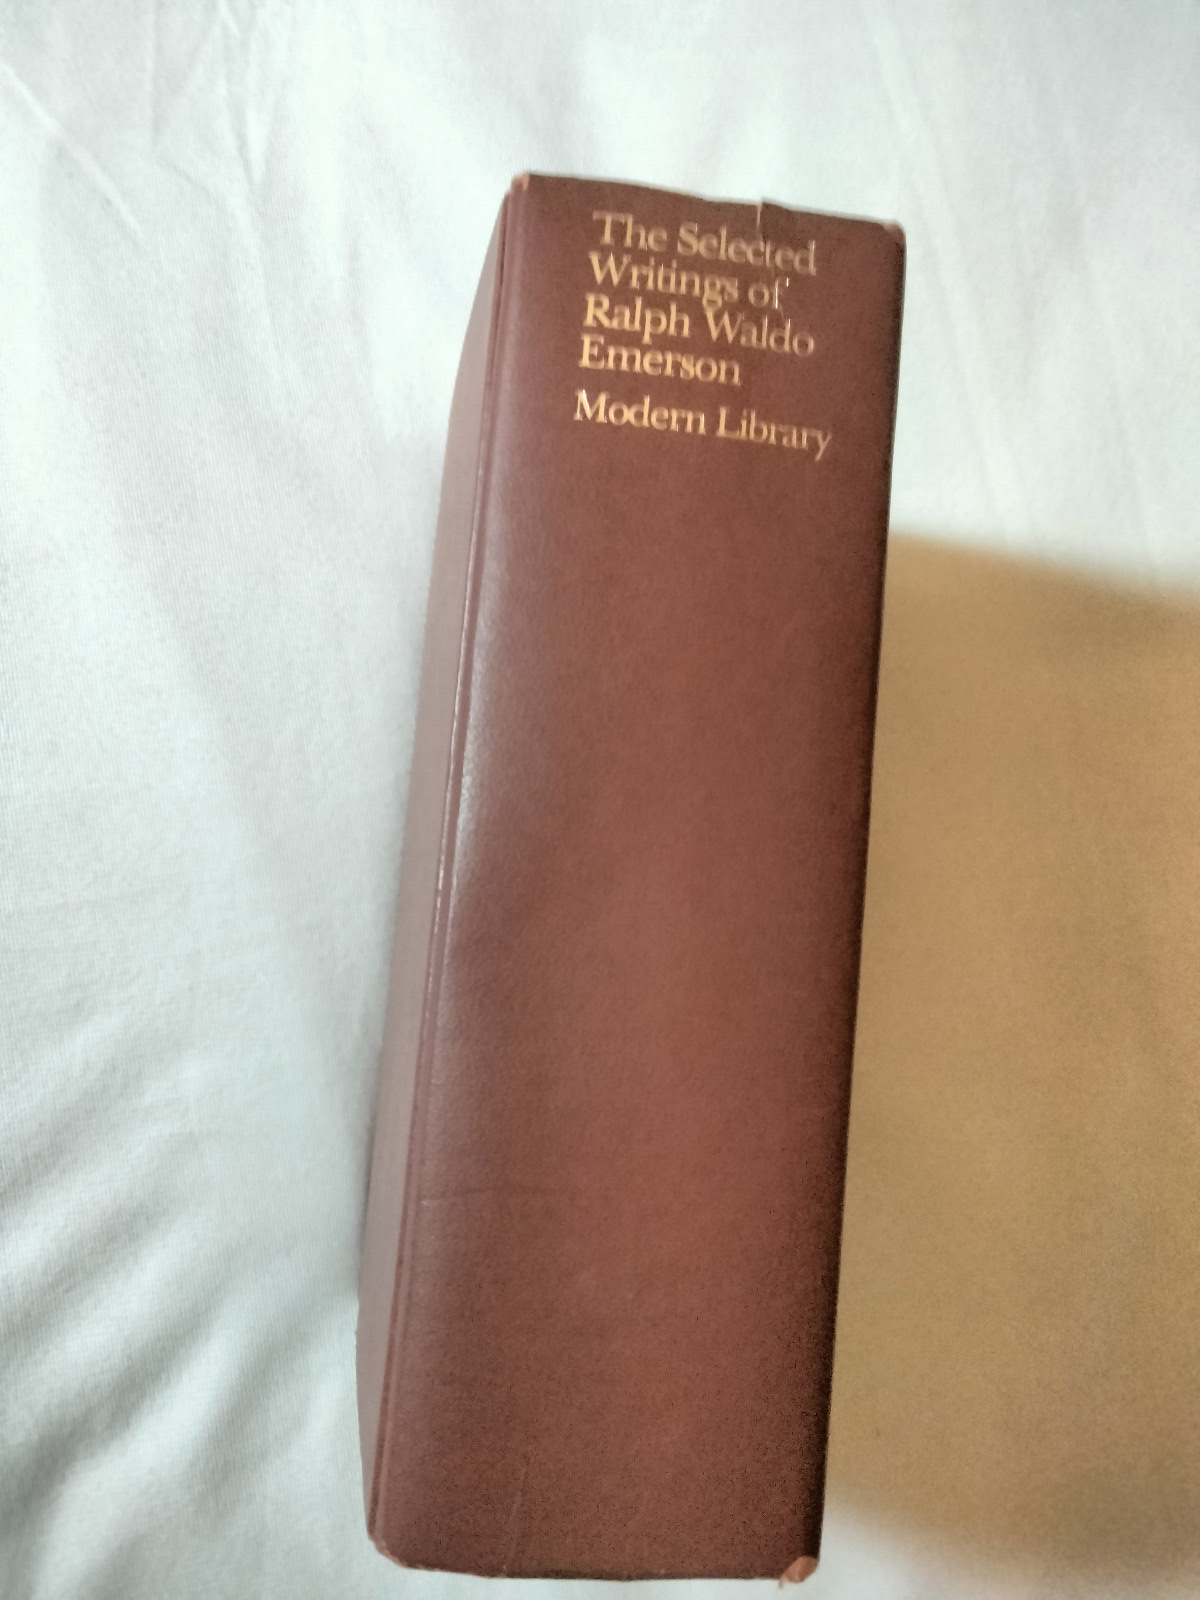 The Selected
Writings of
Ralph Waldo
Emerson
Modern Library